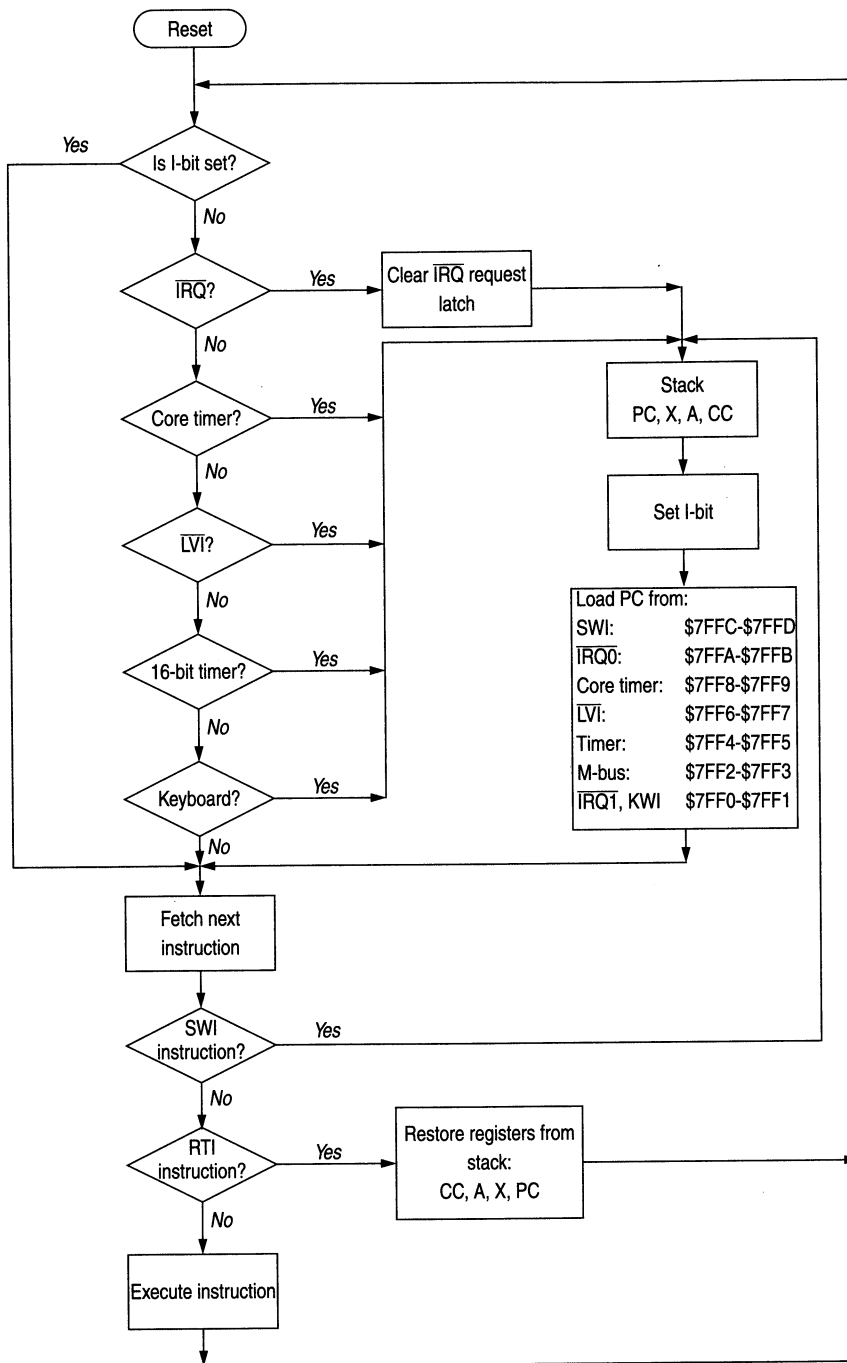 Reset
Yes
Is I-bit set?
No
IRQ?
Yes
Clear IRQ request
latch
No
Stack
PC, X, A, CC
Core timer?
Yes
No
Set I-bit
LVI?
Yes
No
Load PC from:
SWI: $7FFC-$7FFD
IRQ0: $7FFA-$7FFB
Core timer: $7FF8-$7FF9
LVI: $7FF6-$7FF7
Timer: $7FF4-$7FF5
M-bus: $7FF2-$7FF3
IRQ1, KWI $7FF0-$7FF1
16-bit timer?
Yes
No
Keyboard?
Yes
No
Fetch next
instruction
SWI
instruction?
Yes
No
RTI
instruction?
Yes
Restore registers from
stack:
CC, A, X, PC
No
Execute instruction